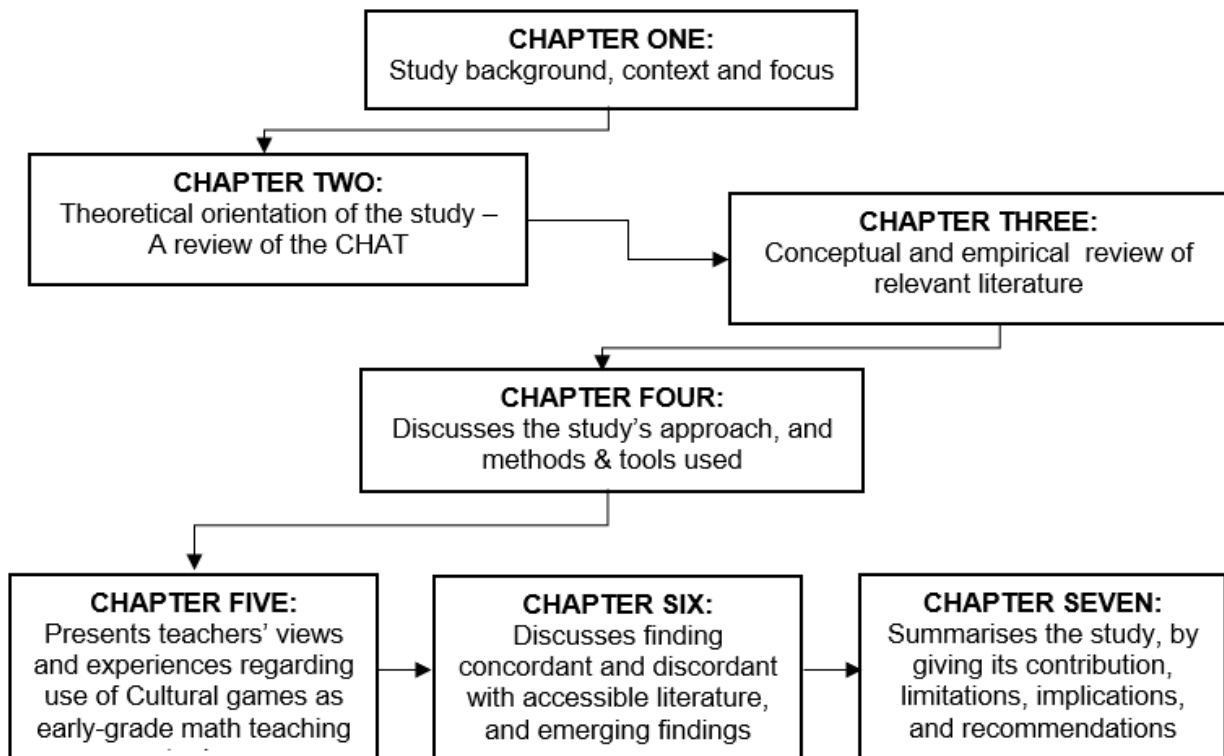 CHAPTER ONE:
Study background, context and focus
CHAPTER TWO:
Theoretical orientation of the study –
A review of the CHAT
CHAPTER THREE:
Conceptual and empirical  review of
relevant literature
CHAPTER FOUR:
Discusses the study’s approach, and
methods & tools used
CHAPTER FIVE:
Presents teachers’ views
and experiences regarding
use of Cultural games as
early-grade math teaching
CHAPTER SIX:
Discusses finding
concordant and discordant
with accessible literature,
and emerging findings
CHAPTER SEVEN:
Summarises the study, by
giving its contribution,
limitations, implications,
and recommendations